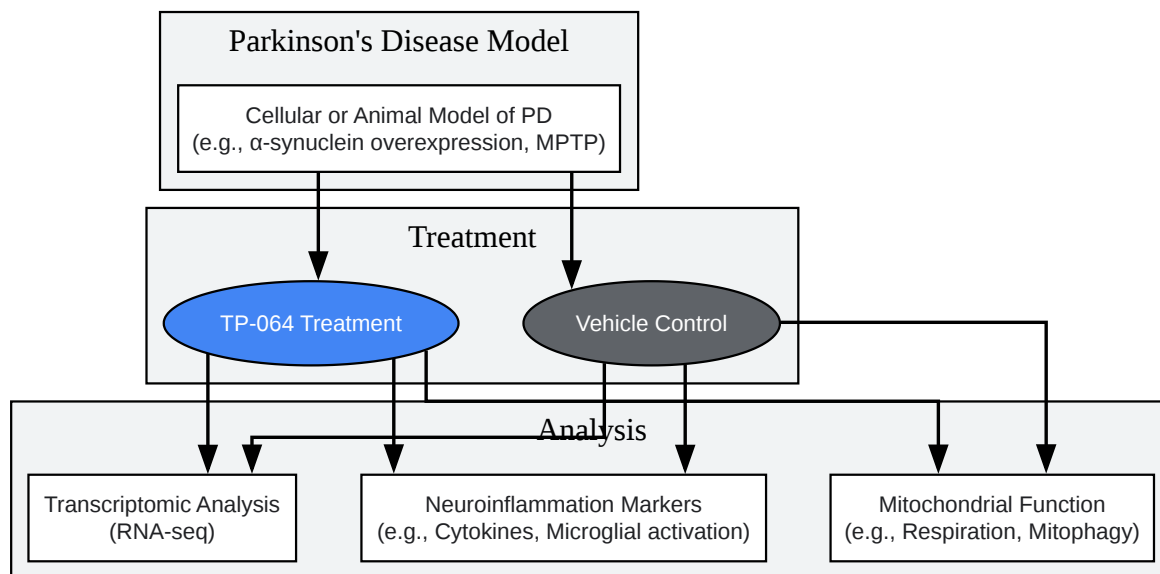 Parkinson's Disease Model
Cellular or Animal Model of PD
(e.g., α-synuclein overexpression, MPTP)
Treatment
TP-064 Treatment
Vehicle Control
Analysis
Transcriptomic Analysis
(RNA-seq)
Neuroinflammation Markers
(e.g., Cytokines, Microglial activation)
Mitochondrial Function
(e.g., Respiration, Mitophagy)